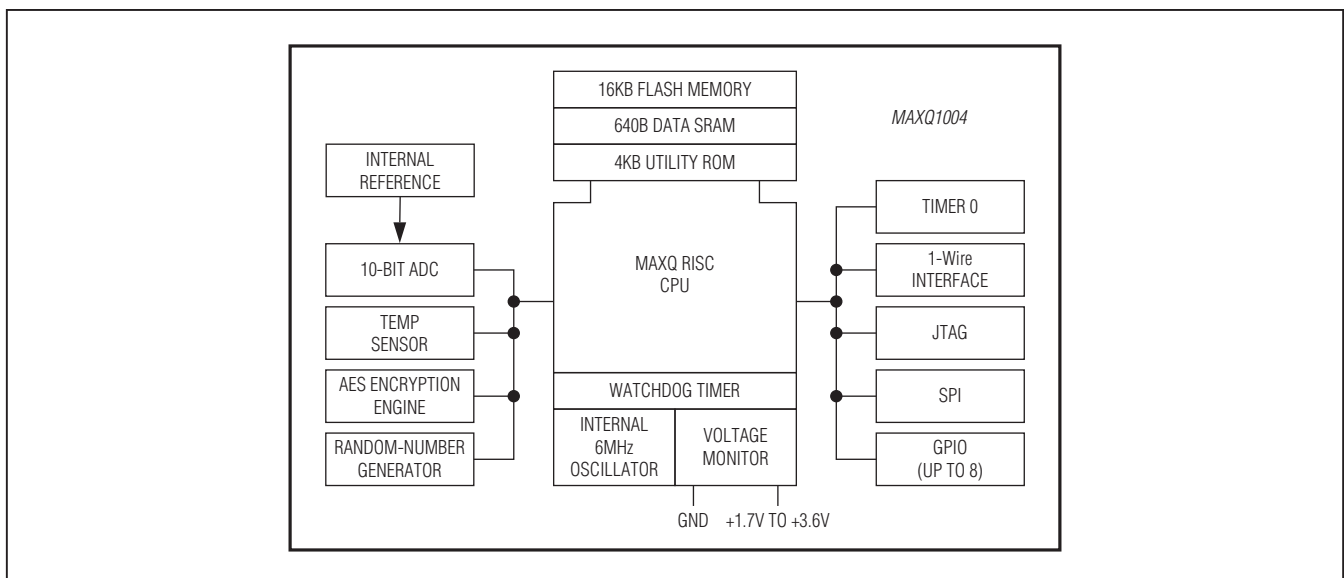 16KB FLASH MEMORY
640B DATA SRAM
4KB UTILITY ROM
MAXQ1004
INTERNAL
REFERENCE
10-BIT ADC
TEMP
SENSOR
AES ENCRYPTION
ENGINE
RANDOM-NUMBER
GENERATOR
MAXQ RISC
CPU
WATCHDOG TIMER
INTERNAL
6MHz
OSCILLATOR
VOLTAGE
MONITOR
GND
+1.7V TO +3.6V
TIMER 0
1-Wire
INTERFACE
JTAG
SPI
GPIO
(UP TO 8)